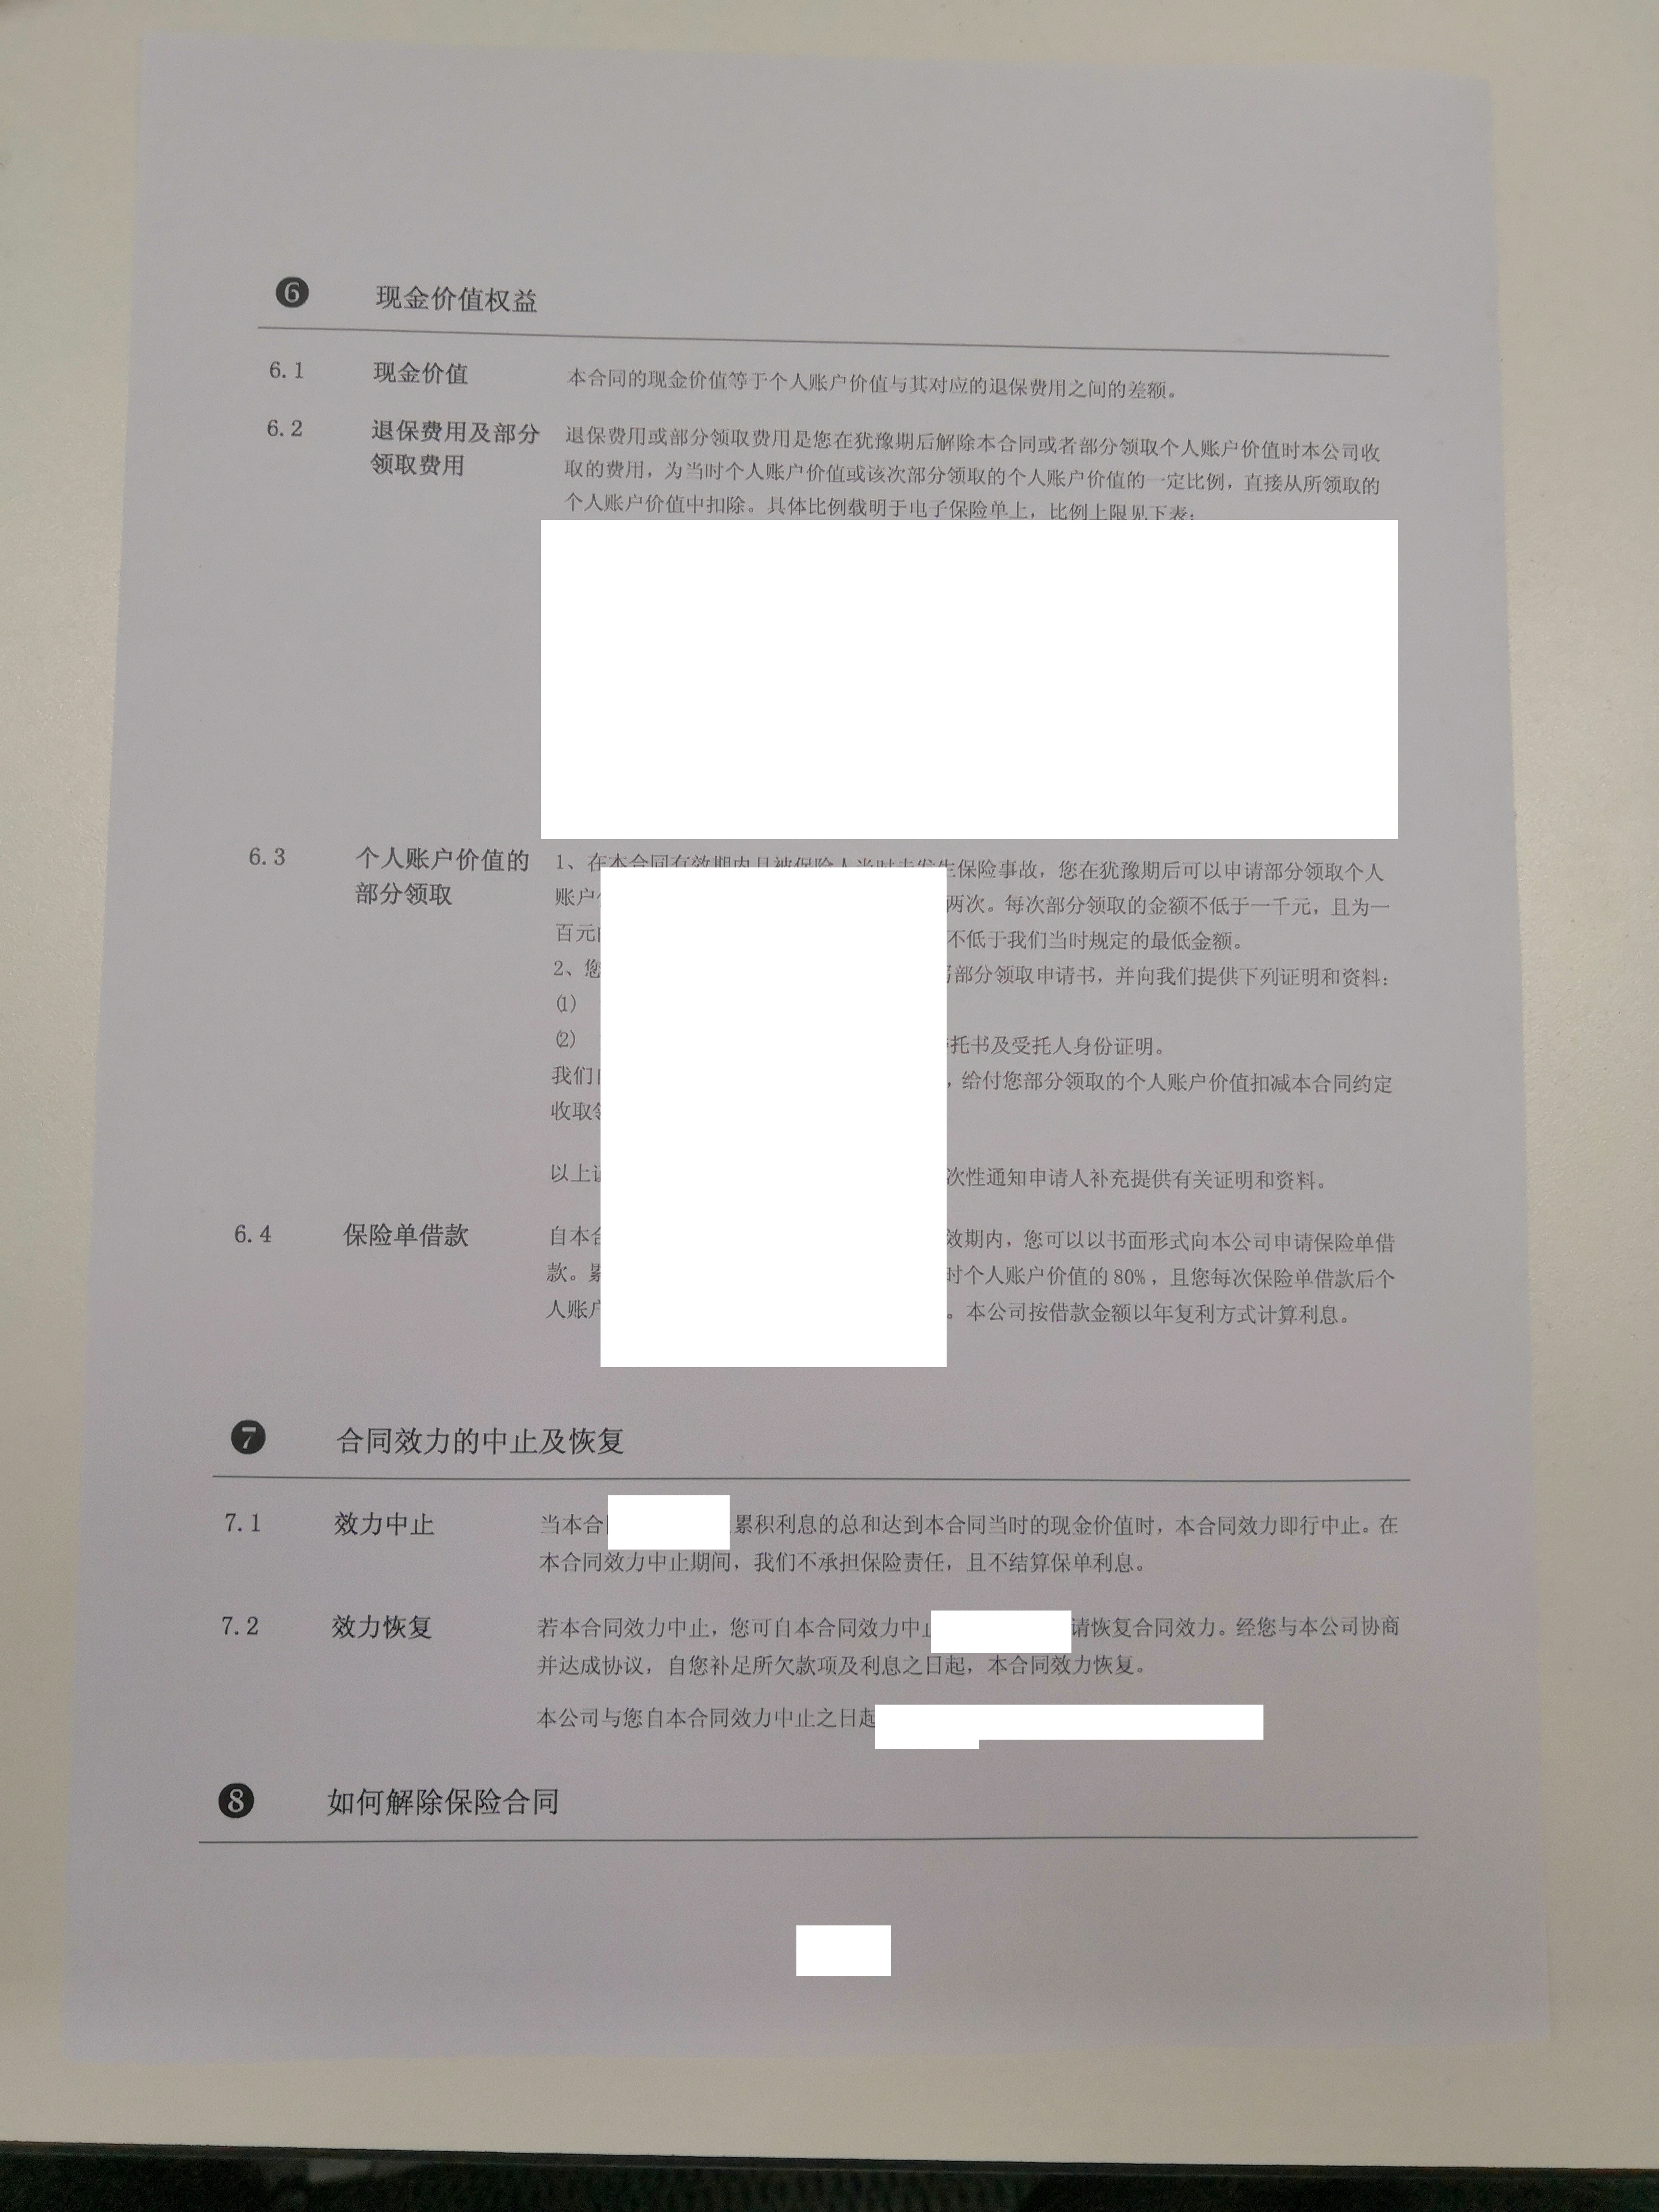 6 现金价值权益
6.1 现金价值 本合同的现金价值等于个人账户价值与其对应的退保费用之间的差额。
6.2 退保费用及部分 退保费用或部分领取费用是您在犹豫期后解除本合同或者部分领取个人账户价值时本公司收
领取费用 取的费用，为当时个人账户价值或该次部分领取的个人账户价值的一定比例，直接从所领取的
个人账户价值中扣除。具体比例载明于电子保险单上，比例上限见下表：
6.3 个人账户价值的 1、在本合同有效期内且被保险人当时未发生保险事故，您在犹豫期后可以申请部分领取个人
部分领取 账户 两次。每次部分领取的金额不低于一千元，且为一
百元 不低于我们当时规定的最低金额。
2、您 部分领取申请书，并向我们提供下列证明和资料：
(1)
(2) 托书及受托人身份证明。
我们 ，给付您部分领取的个人账户价值扣减本合同约定
收取
以上 次性通知申请人补充提供有关证明和资料。
6.4 保险单借款 自本合 效期内，您可以以书面形式向本公司申请保险单借
款。累 时个人账户价值的80%，且您每次保险单借款后个
人账户 。本公司按借款金额以年复利方式计算利息。
7 合同效力的中止及恢复
7.1 效力中止 当本合 累积利息的总和达到本合同当时的现金价值时，本合同效力即行中止。在
本合同效力中止期间，我们不承担保险责任，且不结算保单利息。
7.2 效力恢复 若本合同效力中止，您可自本合同效力中止 请恢复合同效力。经您与本公司协商
并达成协议，自您补足所欠款项及利息之日起，本合同效力恢复。
本公司与您自本合同效力中止之日起
8 如何解除保险合同